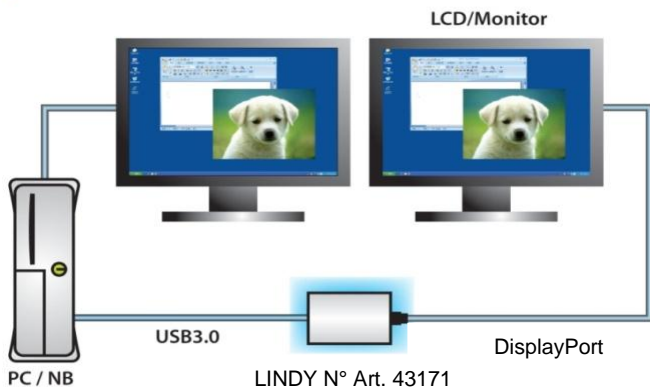 LCD/Monitor
USB3.0
DisplayPort
PC / NB
LINDY N° Art. 43171